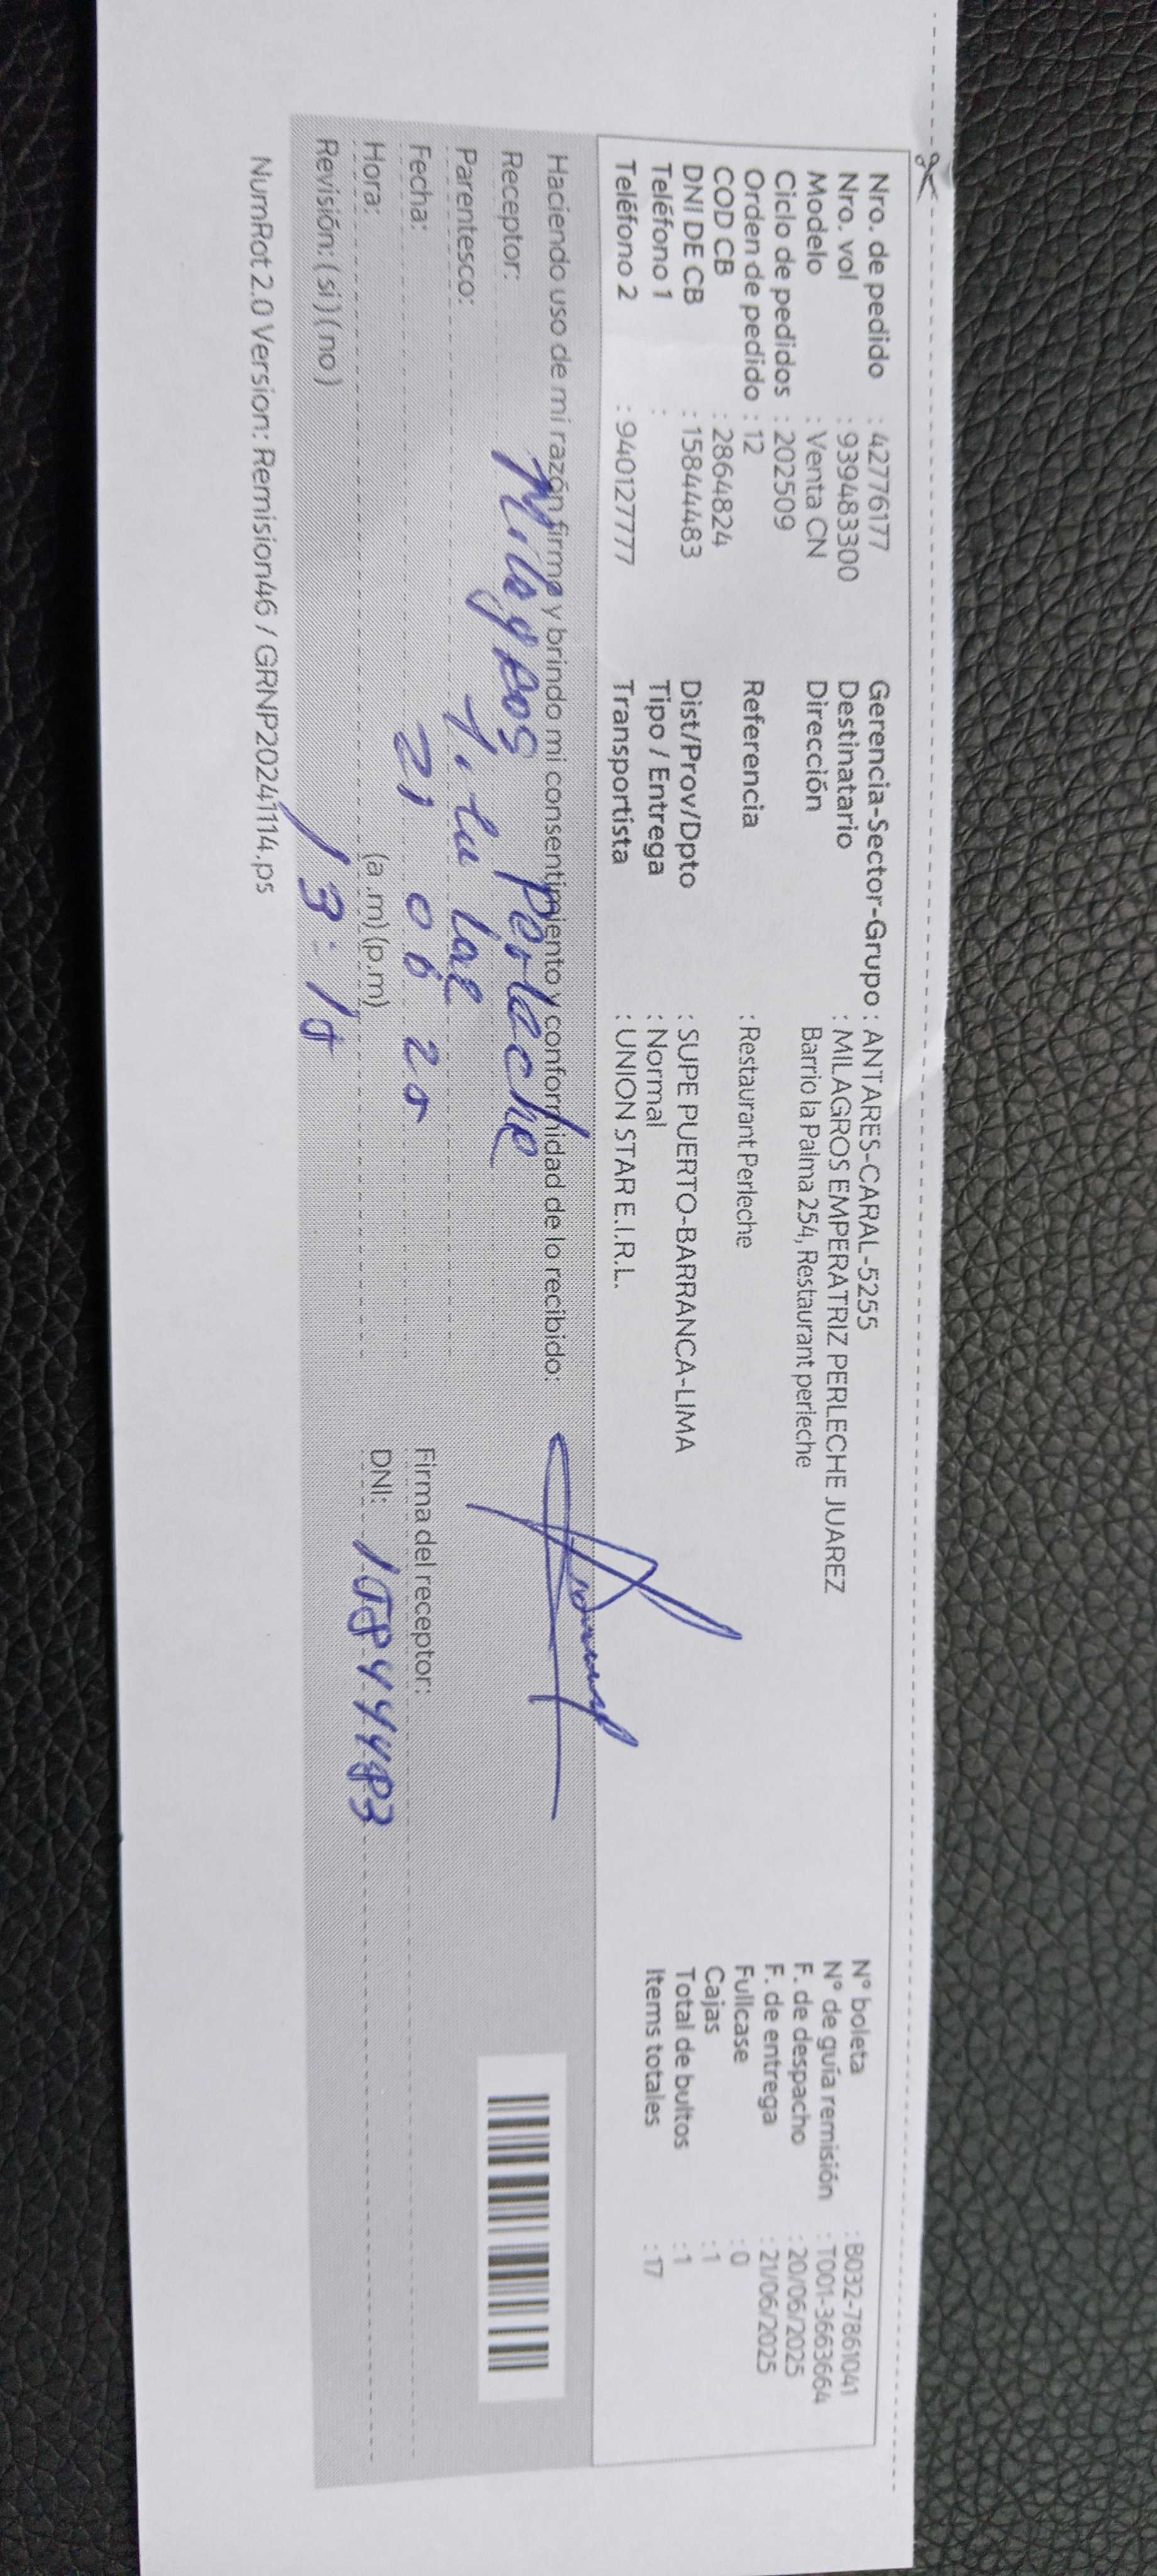 Nro. de pedido : 42776177
Nro. vol : 939483300
Modelo : Venta CN
Ciclo de pedidos : 202509
Orden de pedido : 12
COD CB : 2864824
DNI DE CB : 15844483
Teléfono 1 :
Teléfono 2 : 940127777
Gerencia-Sector-Grupo : ANTARES-CARAL-5255
Destinatario : MILAGROS EMPERATRIZ PERLECHE JUAREZ
Dirección Barrio la Palma 254, Restaurant perleche
Referencia : Restaurant Perleche
Dist/Prov/Dpto : SUPE PUERTO-BARRANCA-LIMA
Tipo / Entrega : Normal
Transportista : UNION STAR E.I.R.L.
N° boleta : B032-7861041
N° de guía remisión : T001-3663664
F. de despacho : 20/06/2025
F. de entrega : 21/06/2025
Fullcase : 0
Cajas : 1
Total de bultos : 1
Items totales : 17
Haciendo uso de mi razón firmo y brindo mi consentimiento y conformidad de lo recibido:
Receptor: Milagros Perleche
Parentesco: Titular
Fecha: 21 06 25
Hora: (a .m) (p.m) 13:15
Revisión: ( si ) ( no )
Firma del receptor:
DNI: 15844483
NumRot 2.0 Version: Remision46 / GRNP20241114.ps